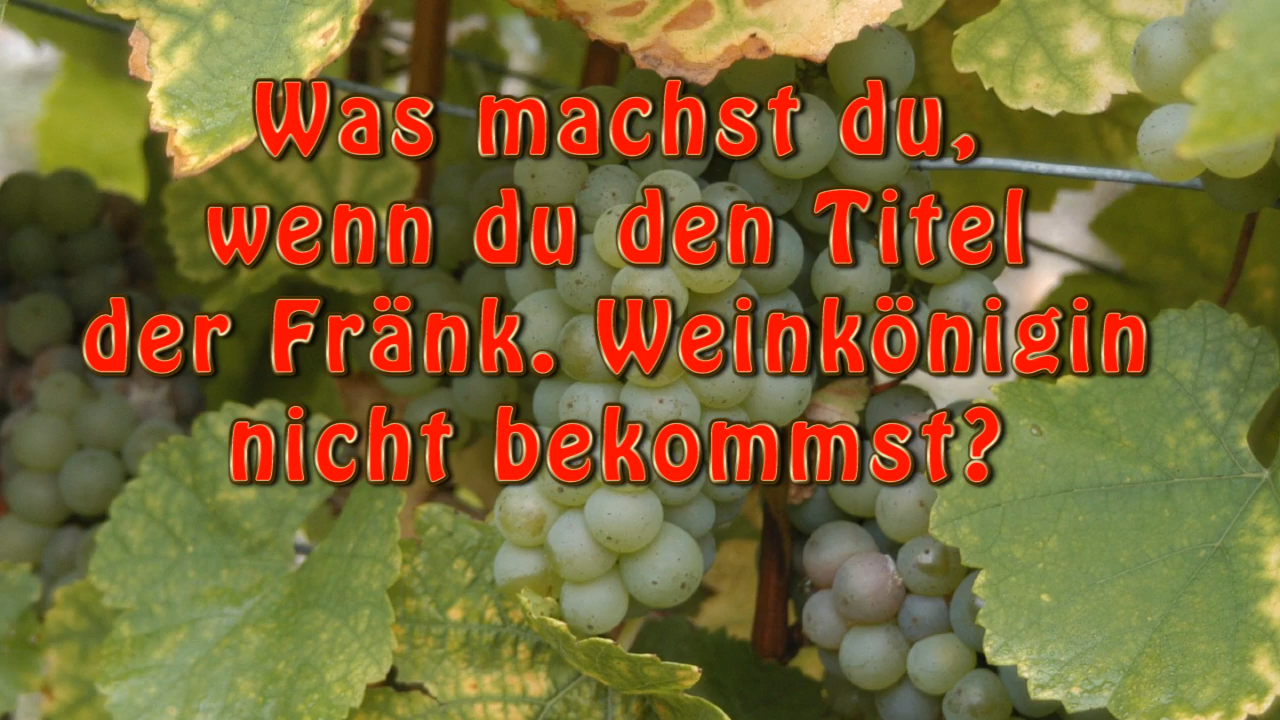 Was machst du,
wenn du den Titel
der Fränk. Weinkönigin
nicht bekommst?